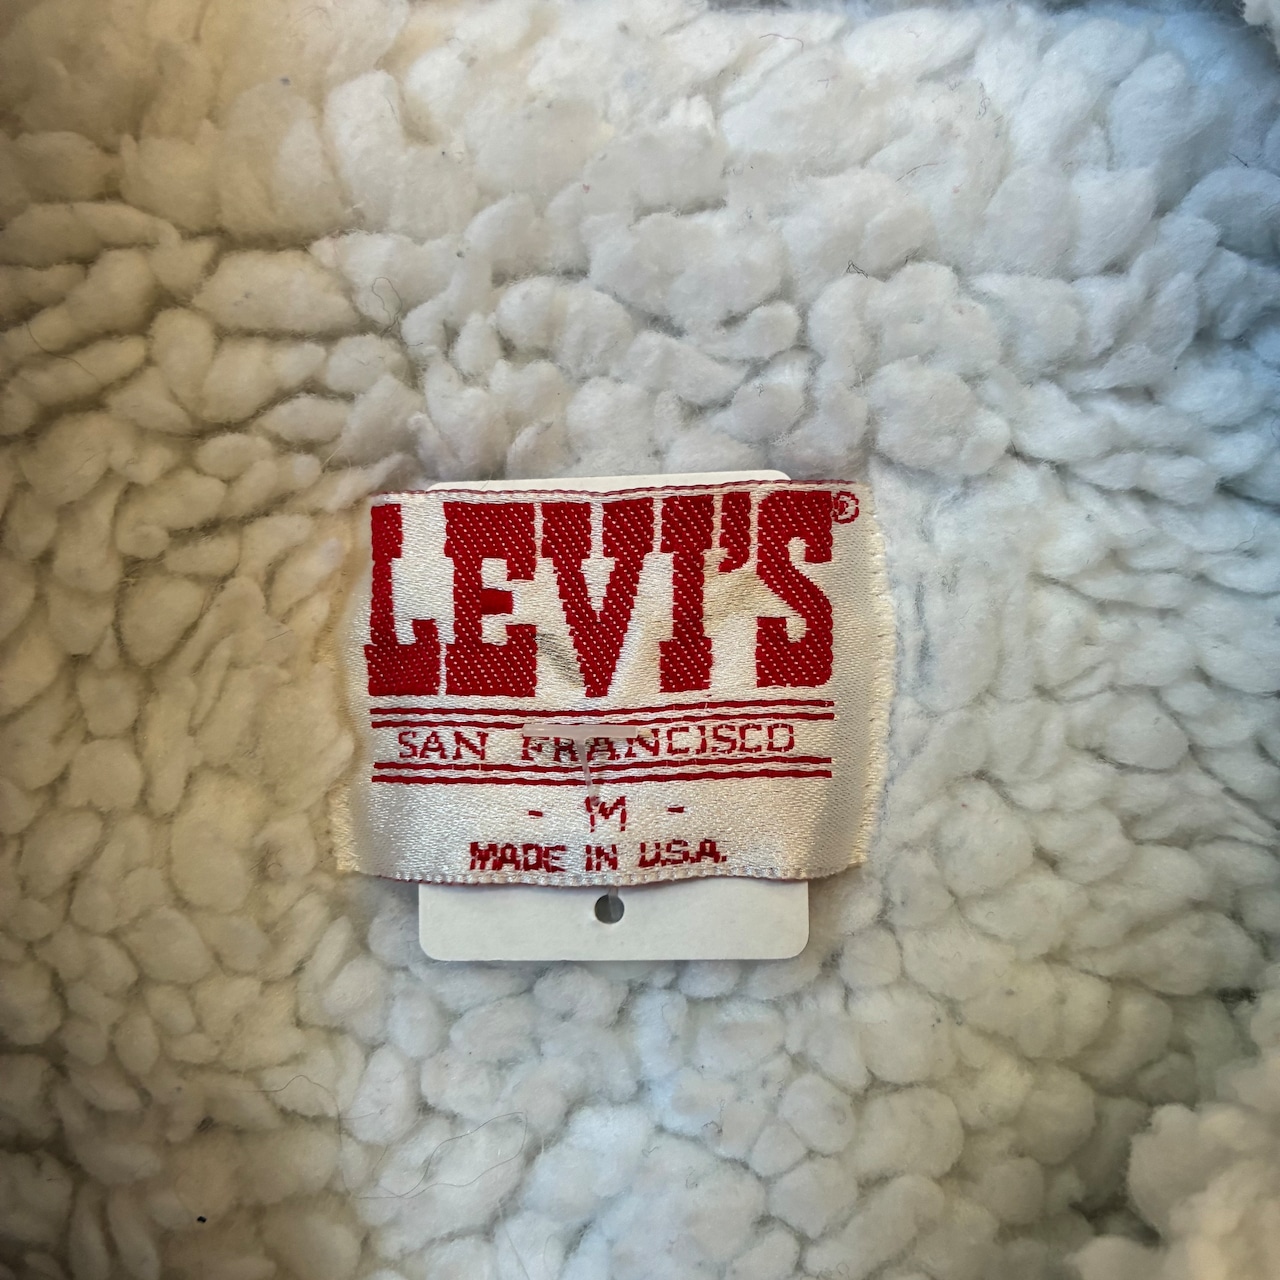 LEVI'S®
SAN FRANCISCO
- M -
MADE IN U.S.A.